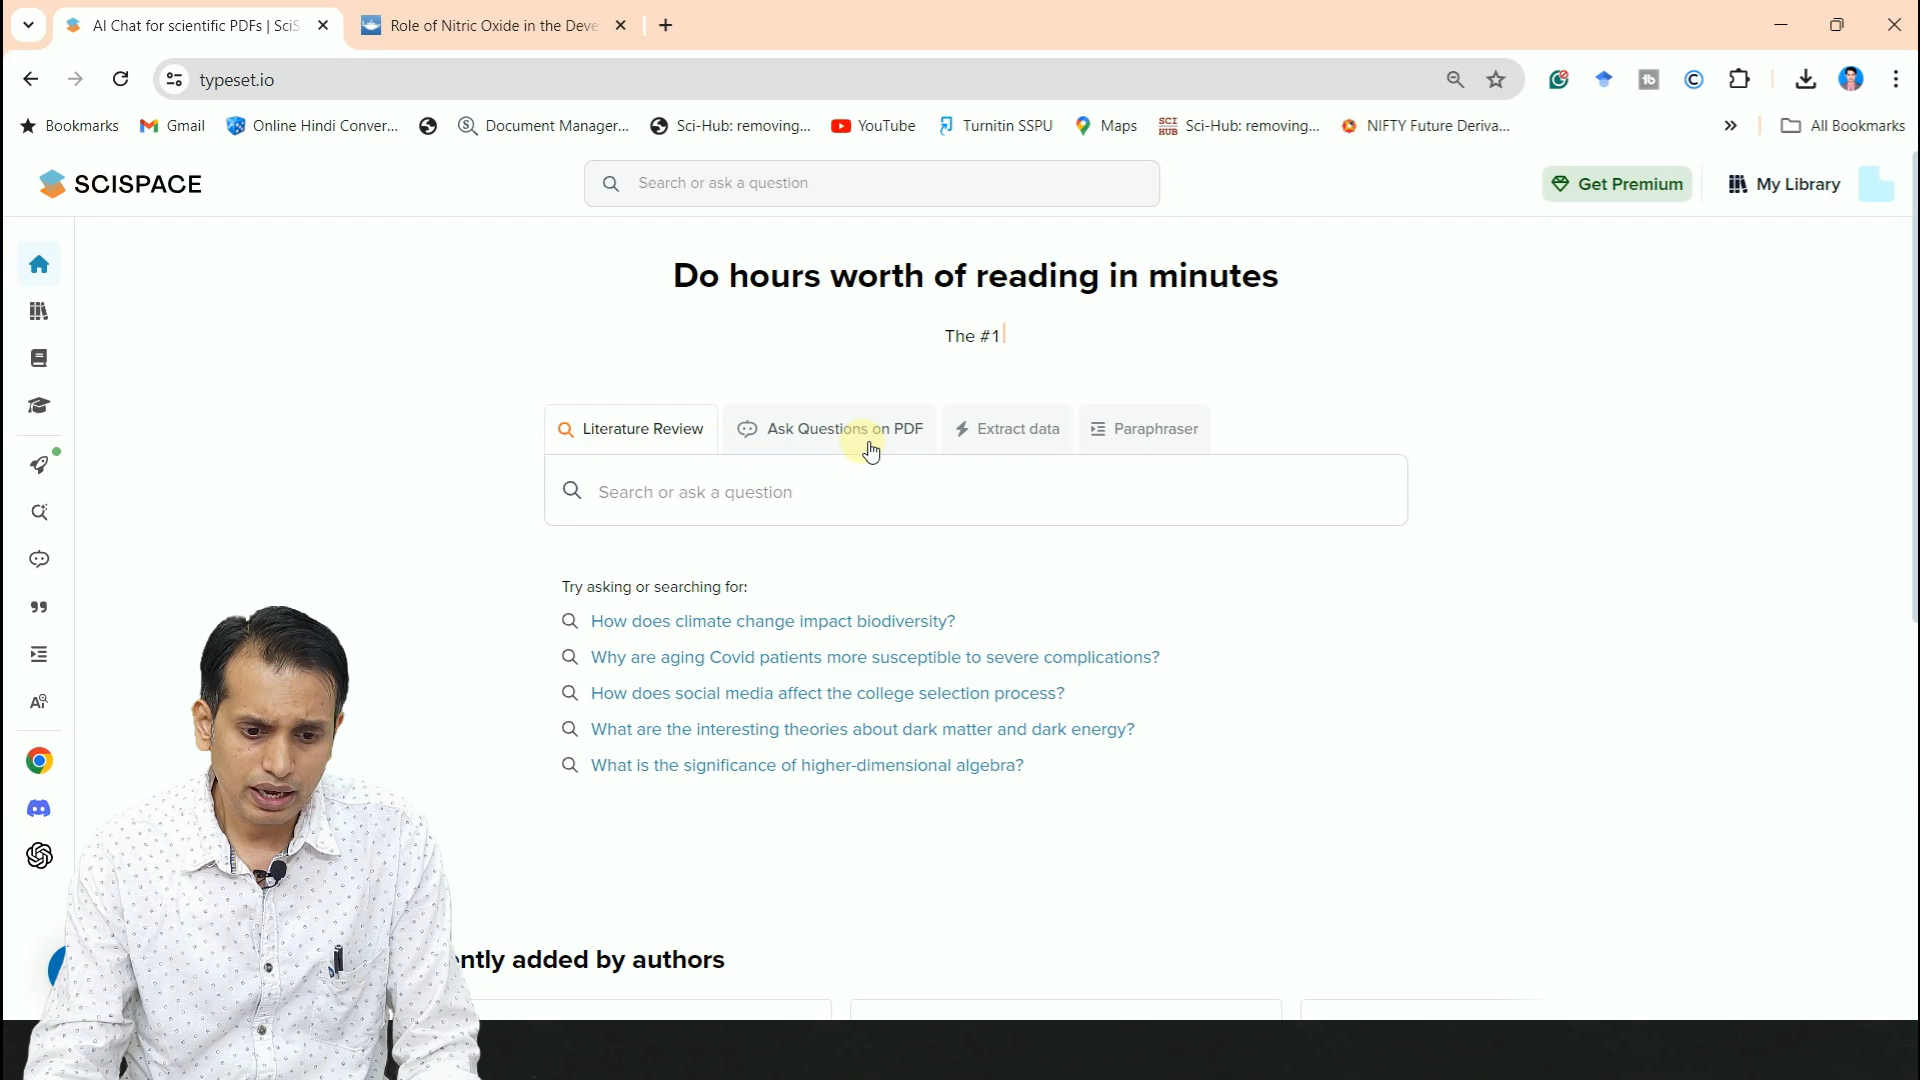 AI Chat for scientific PDFs | SciS
Role of Nitric Oxide in the Deve
typeset.io
Bookmarks
Gmail
Online Hindi Conver...
Document Manager...
Sci-Hub: removing...
YouTube
Turnitin SSPU
Maps
SCI HUB
Sci-Hub: removing...
NIFTY Future Deriva...
All Bookmarks
SCISPACE
Search or ask a question
Get Premium
My Library
Do hours worth of reading in minutes
The #1
Literature Review
Ask Questions on PDF
Extract data
Paraphraser
Search or ask a question
Try asking or searching for:
How does climate change impact biodiversity?
Why are aging Covid patients more susceptible to severe complications?
How does social media affect the college selection process?
What are the interesting theories about dark matter and dark energy?
What is the significance of higher-dimensional algebra?
ntly added by authors